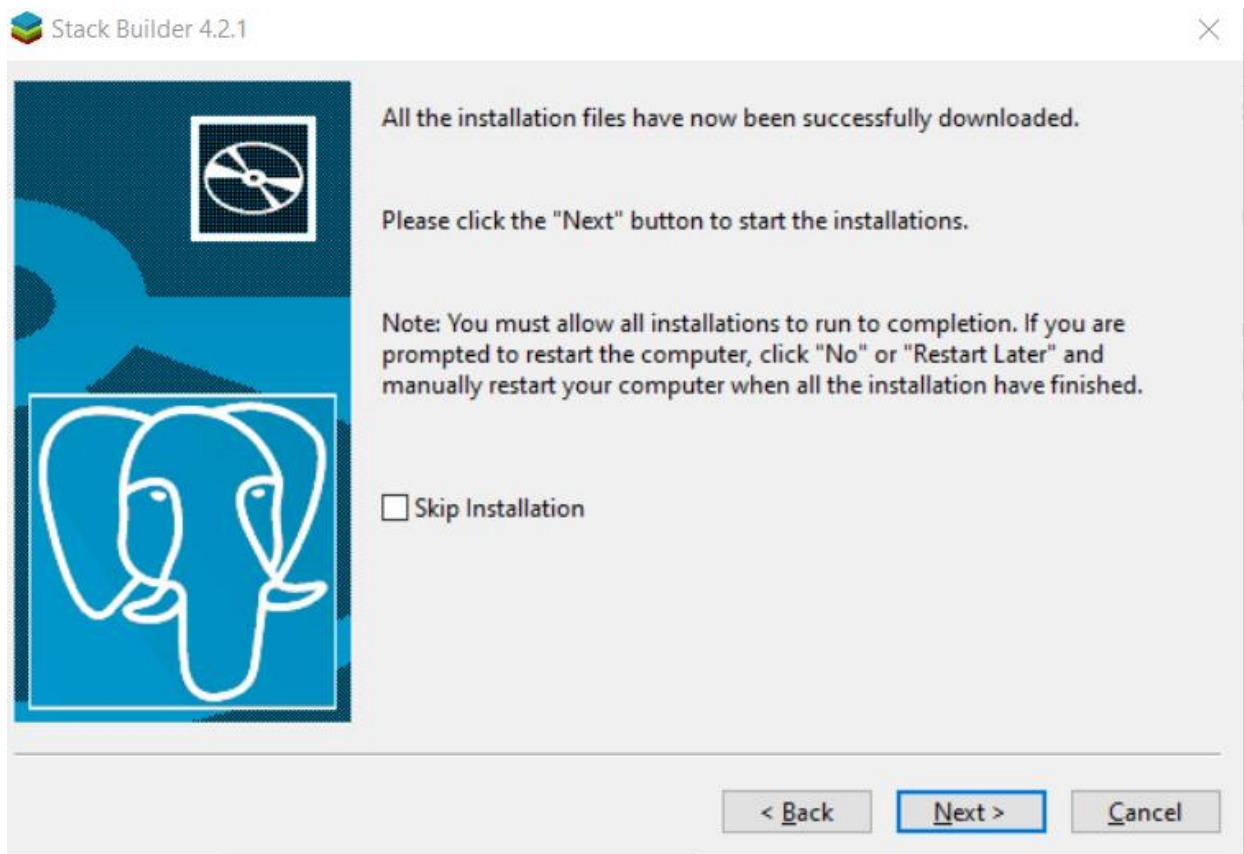 Stack Builder 4.2.1
All the installation files have now been successfully downloaded.
Please click the "Next" button to start the installations.
Note: You must allow all installations to run to completion. If you are
prompted to restart the computer, click "No" or "Restart Later" and
manually restart your computer when all the installation have finished.
Skip Installation
< Back
Next >
Cancel